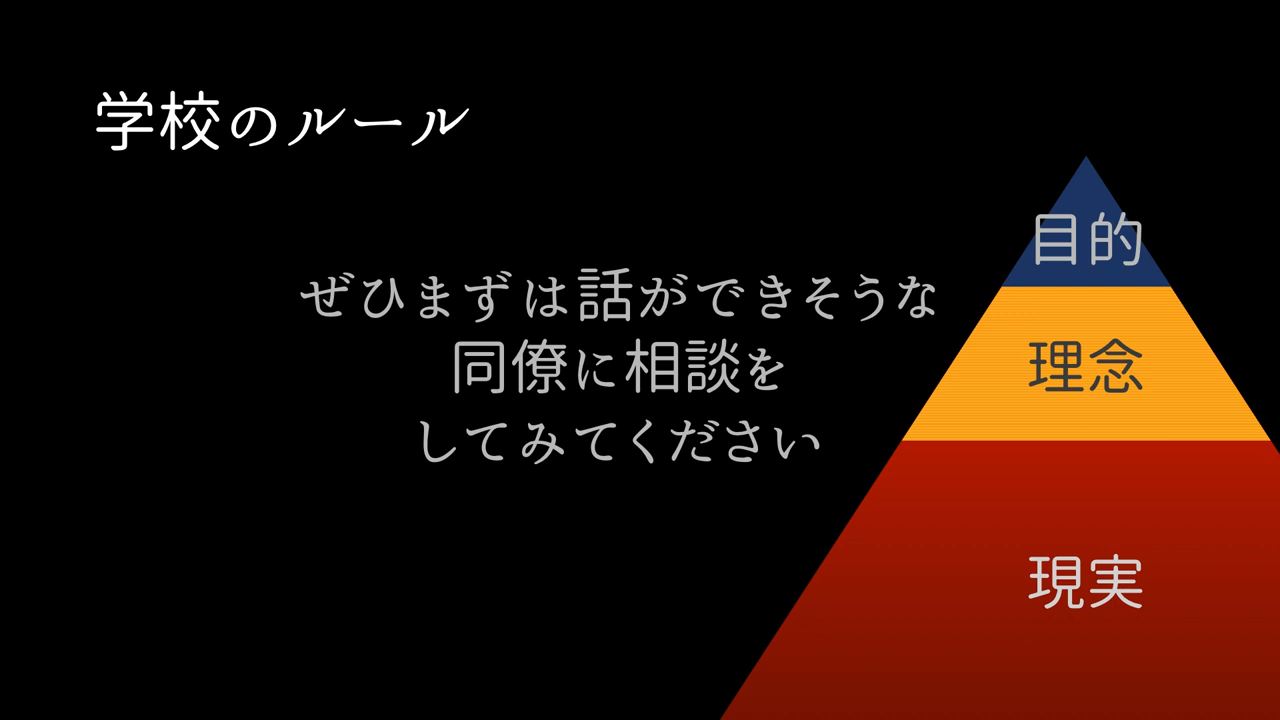 学校のルール
ぜひまずは話ができそうな
同僚に相談を
してみてください
目的
理念
現実